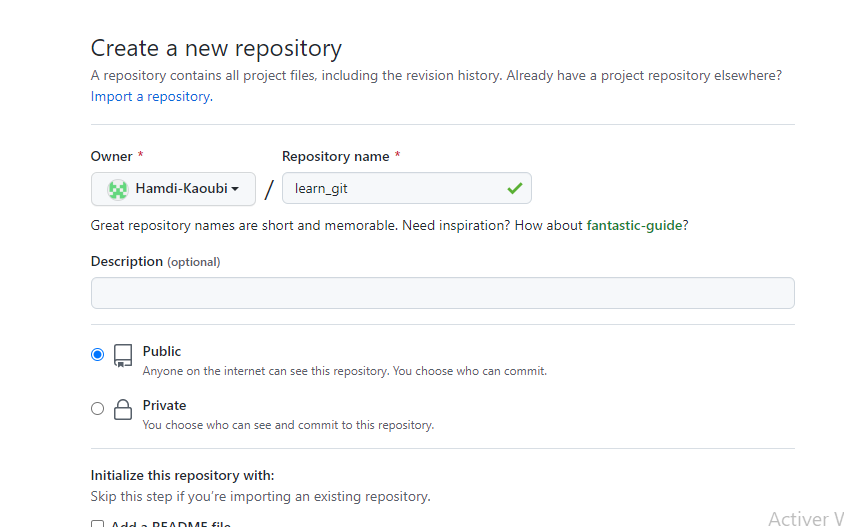 Create a new repository
A repository contains all project files, including the revision history. Already have a project repository elsewhere?
Import a repository.
Owner *
Repository name *
Hamdi-Kaoubi
/
learn_git
Great repository names are short and memorable. Need inspiration? How about fantastic-guide?
Description (optional)
Public
Anyone on the internet can see this repository. You choose who can commit.
Private
You choose who can see and commit to this repository.
Initialize this repository with:
Skip this step if you're importing an existing repository.
Add a README file
Activer